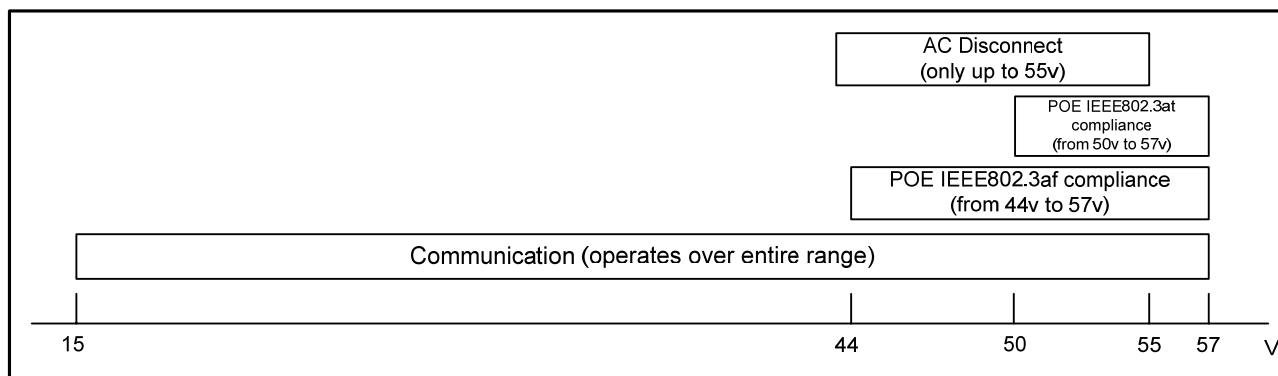 AC Disconnect
(only up to 55v)
POE IEEE802.3at
compliance
(from 50v to 57v)
POE IEEE802.3af compliance
(from 44v to 57v)
Communication (operates over entire range)
15
44
50
55
57
V